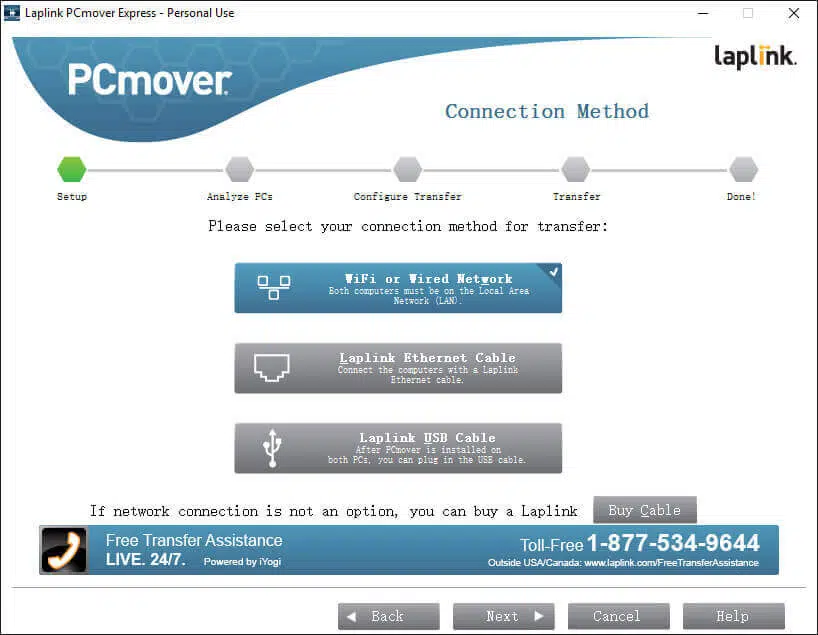 Laplink PCmover Express - Personal Use
PCmover
laplink.
Connection Method
Setup
Analyze PCs
Configure Transfer
Transfer
Done!
Please select your connection method for transfer:
WiFi or Wired Network
Both computers must be on the Local Area
Network (LAN).
Laplink Ethernet Cable
Connect the computers with a Laplink
Ethernet cable.
Laplink USB Cable
After PCmover is installed on
both PCs, you can plug in the USB cable.
If network connection is not an option, you can buy a Laplink
Buy Cable
Free Transfer Assistance
LIVE. 24/7. Powered by iYogi
Toll-Free 1-877-534-9644
Outside USA/Canada: www.laplink.com/FreeTransferAssistance
Back
Next
Cancel
Help